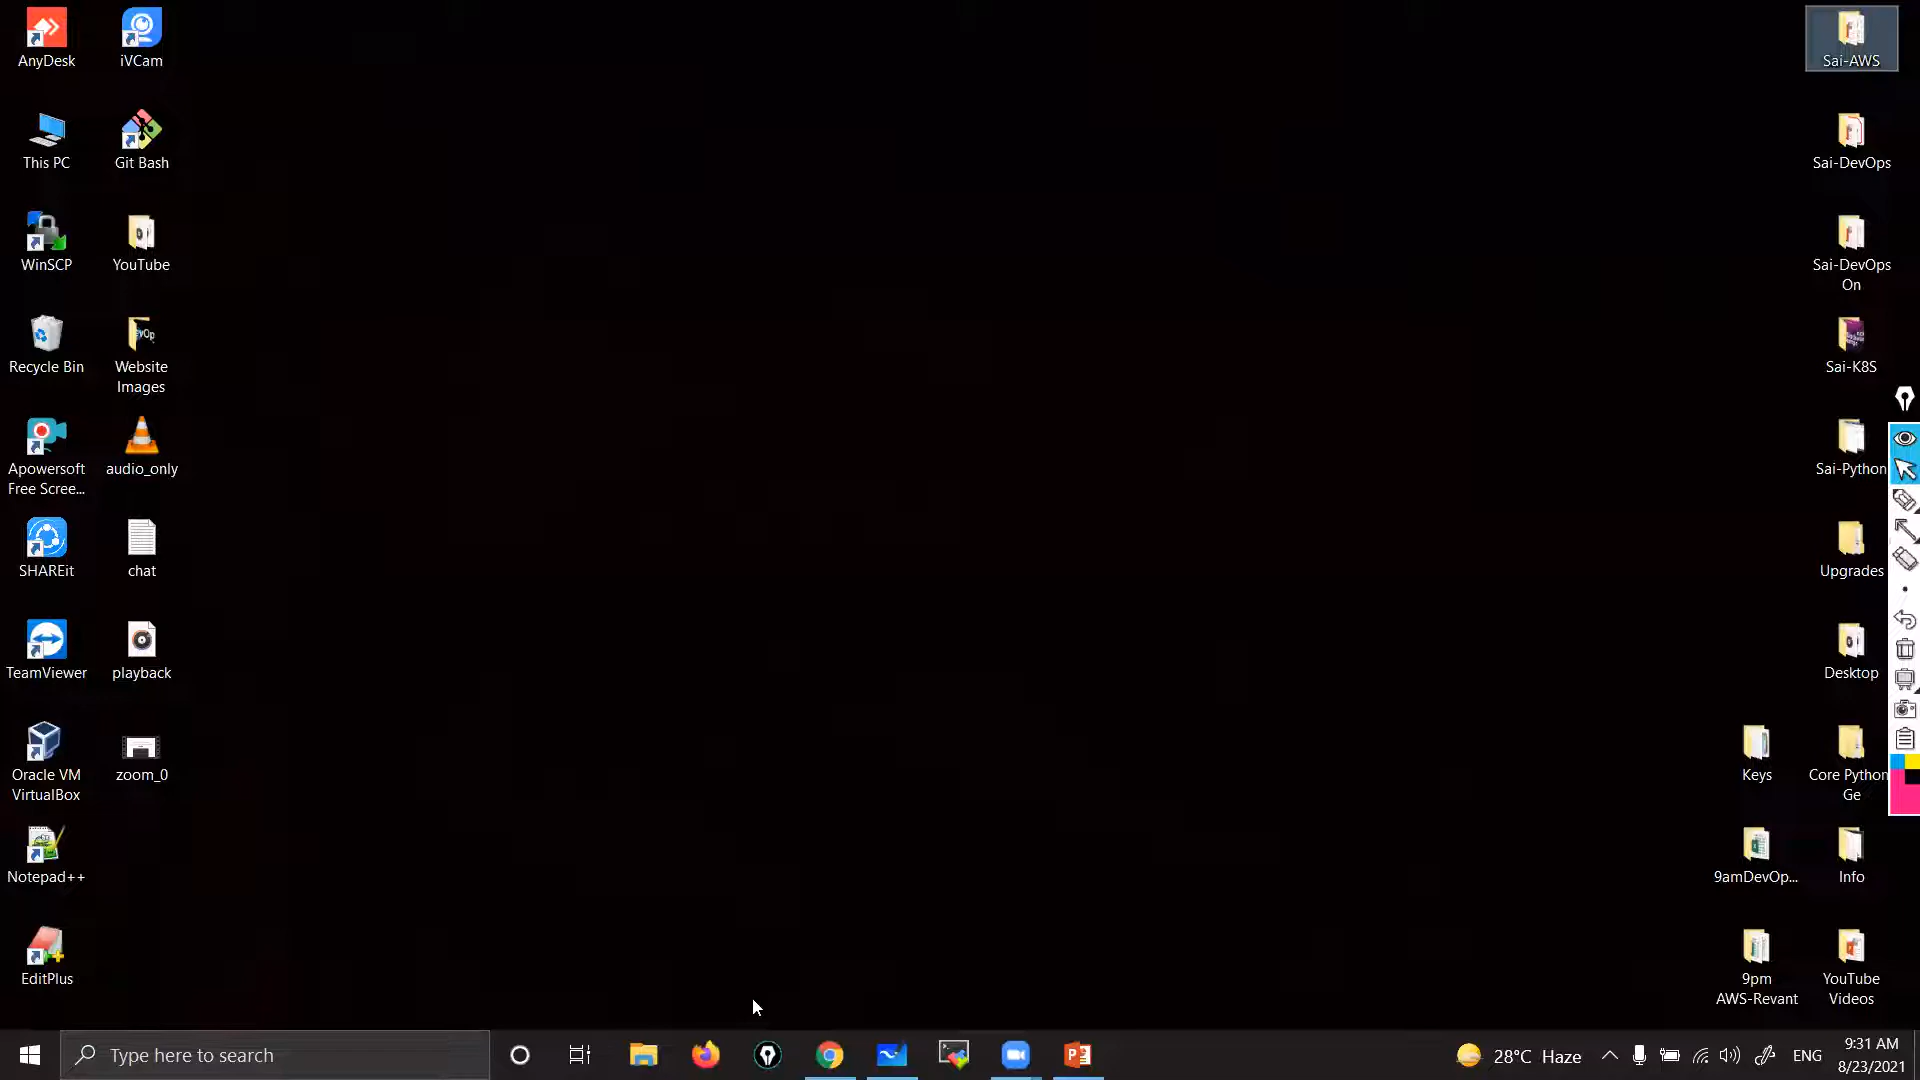 AnyDesk
iVCam
Sai-AWS
This PC
Git Bash
Sai-DevOps
WinSCP
YouTube
Sai-DevOps
On
Recycle Bin
Website
Images
Sai-K8S
Apowersoft
Free Scree...
audio_only
Sai-Python
SHAREit
chat
Upgrades
TeamViewer
playback
Desktop
Oracle VM
VirtualBox
zoom_0
Keys
Core Python
Ge
Notepad++
9amDevOp...
Info
EditPlus
9pm
AWS-Revant
YouTube
Videos
Type here to search
28°C Haze
ENG
9:31 AM
8/23/2021